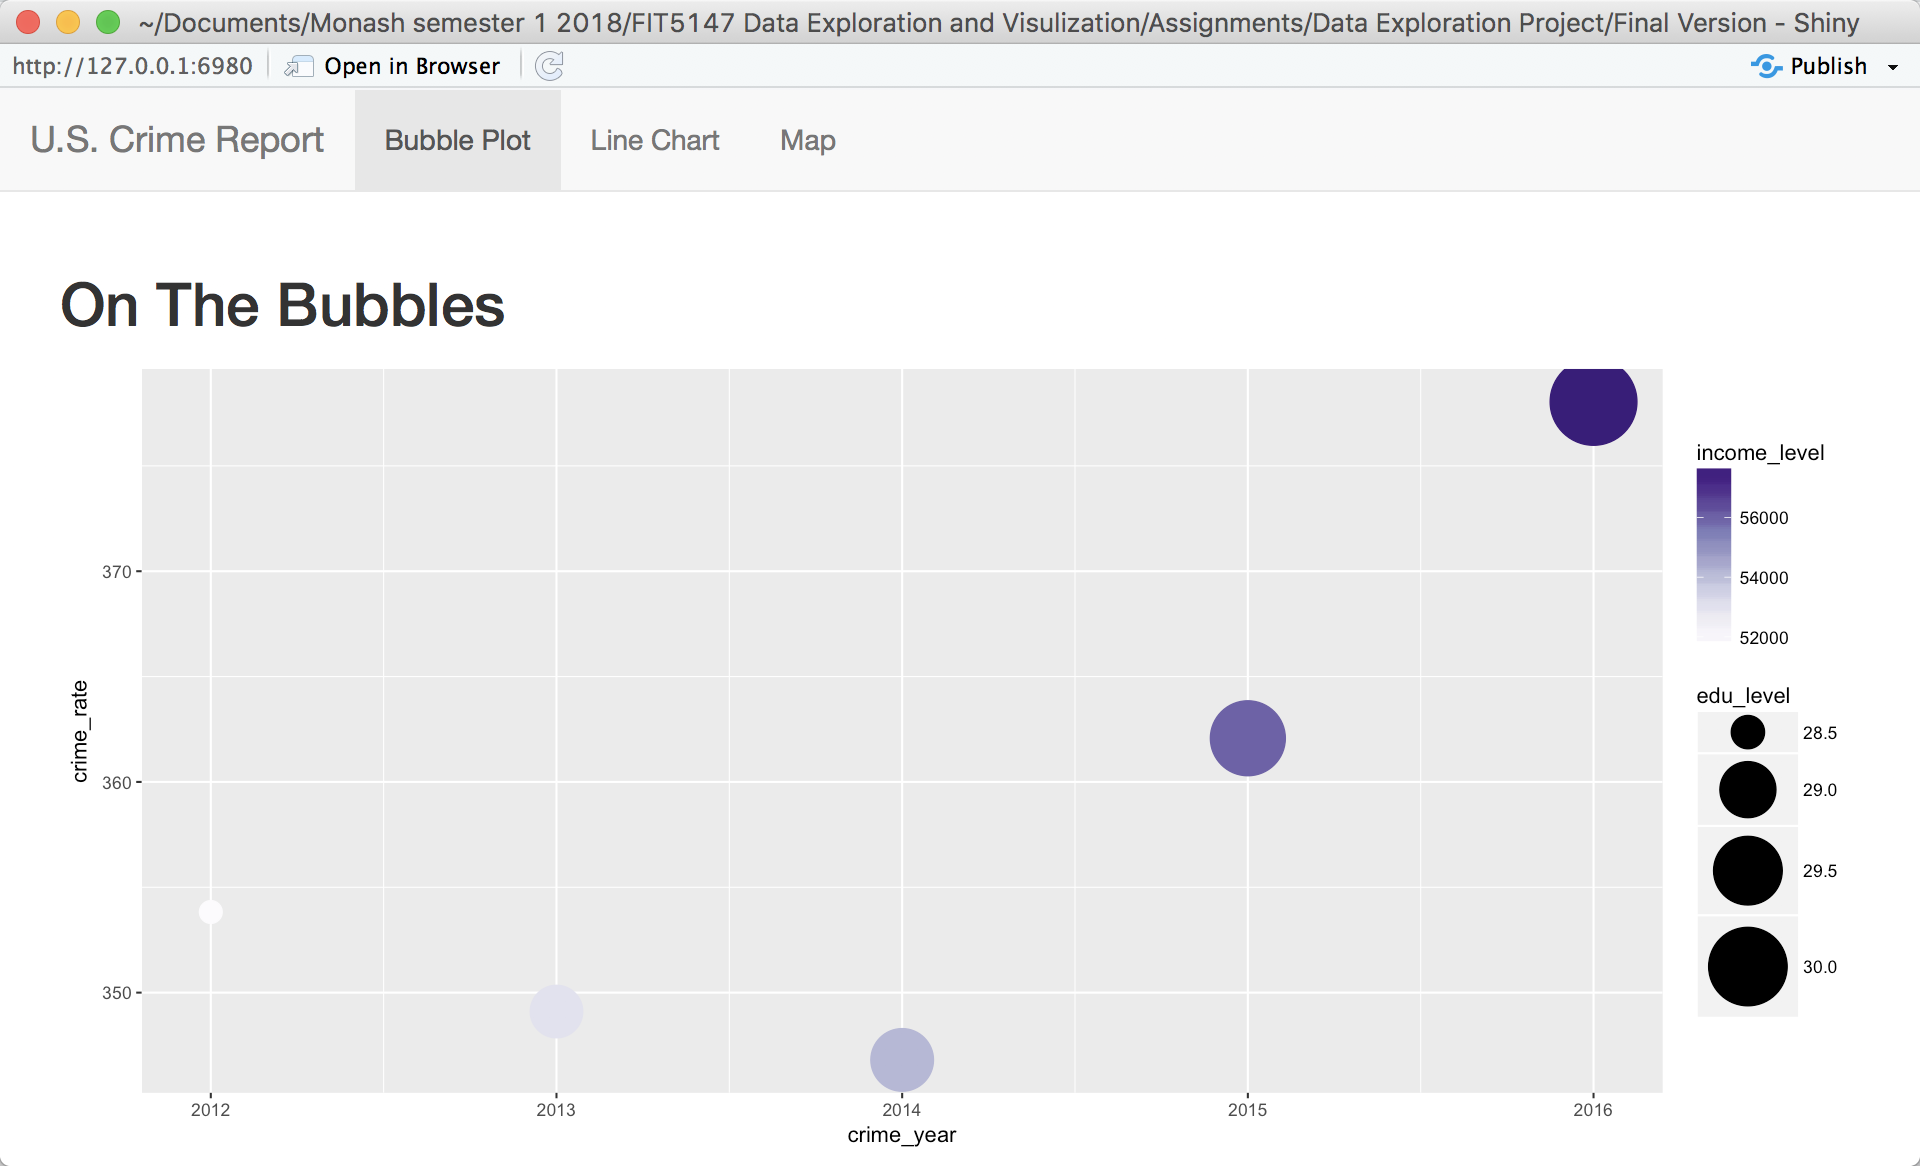 ~/Documents/Monash semester 1 2018/FIT5147 Data Exploration and Visulization/Assignments/Data Exploration Project/Final Version - Shiny
http://127.0.0.1:6980 Open in Browser Publish
U.S. Crime Report Bubble Plot Line Chart Map
On The Bubbles
crime_rate
370
360
350
2012 2013 2014 2015 2016
crime_year
income_level
56000
54000
52000
edu_level
28.5
29.0
29.5
30.0